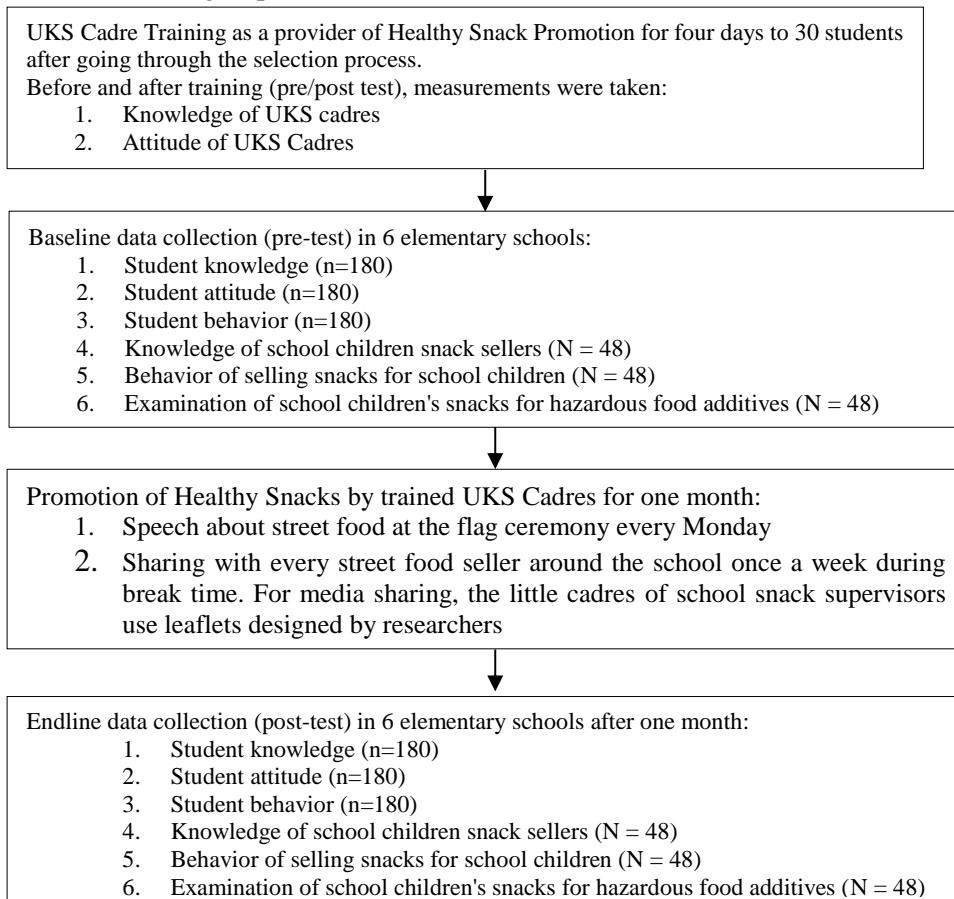 UKS Cadre Training as a provider of Healthy Snack Promotion for four days to 30 students
after going through the selection process.
Before and after training (pre/post test), measurements were taken:
1. Knowledge of UKS cadres
2. Attitude of UKS Cadres
Baseline data collection (pre-test) in 6 elementary schools:
1. Student knowledge (n=180)
2. Student attitude (n=180)
3. Student behavior (n=180)
4. Knowledge of school children snack sellers (N = 48)
5. Behavior of selling snacks for school children (N = 48)
6. Examination of school children's snacks for hazardous food additives (N = 48)
Promotion of Healthy Snacks by trained UKS Cadres for one month:
1. Speech about street food at the flag ceremony every Monday
2. Sharing with every street food seller around the school once a week during
break time. For media sharing, the little cadres of school snack supervisors
use leaflets designed by researchers
Endline data collection (post-test) in 6 elementary schools after one month:
1. Student knowledge (n=180)
2. Student attitude (n=180)
3. Student behavior (n=180)
4. Knowledge of school children snack sellers (N = 48)
5. Behavior of selling snacks for school children (N = 48)
6. Examination of school children's snacks for hazardous food additives (N = 48)